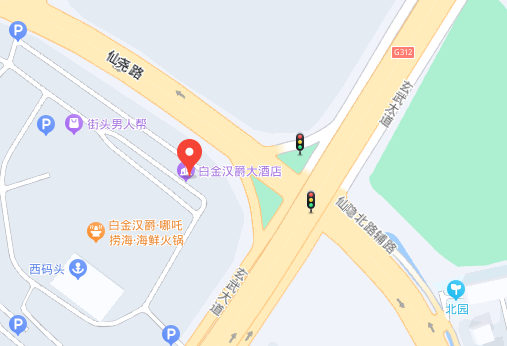 P
仙尧路
G312
玄武大道
P
街头男人帮
白金汉爵大酒店
仙隐北路辅路
白金汉爵·哪吒
捞海·海鲜火锅
西码头
玄武大道
北园
P
P